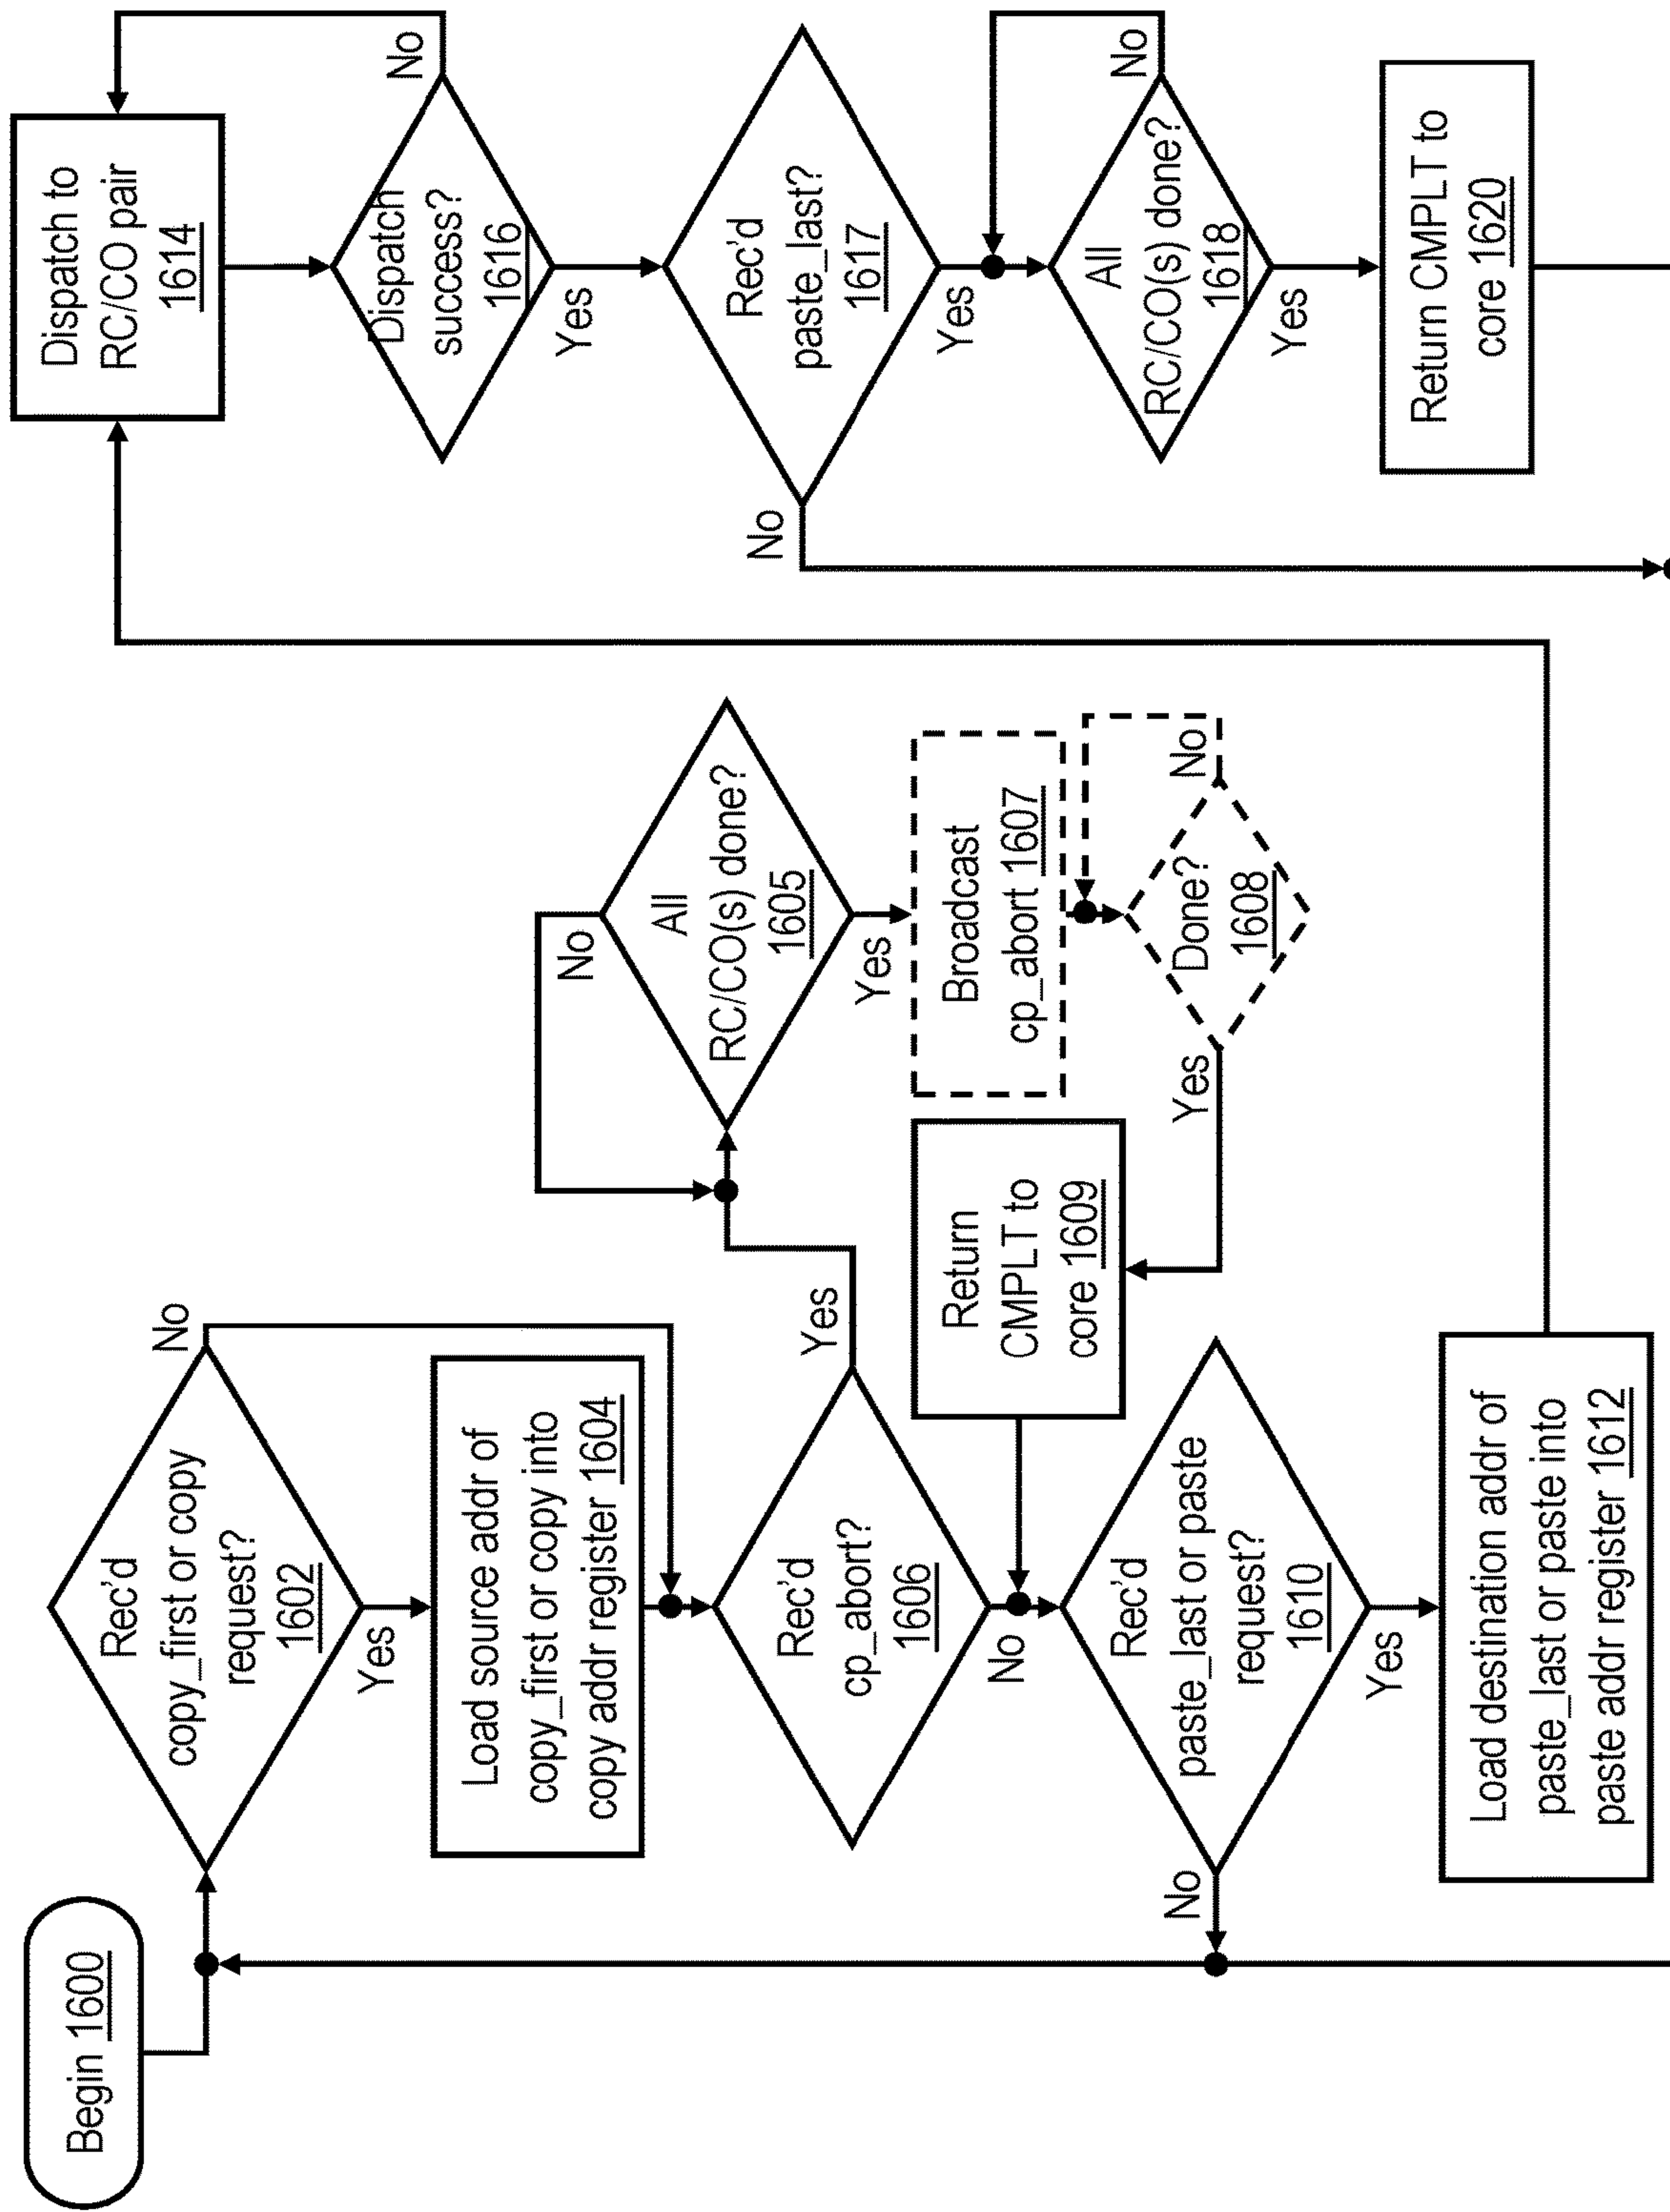 Begin 1600
Rec'd
copy_first or copy
request?
1602
No
Yes
Load source addr of
copy_first or copy into
copy addr register 1604
Rec'd
cp_abort?
1606
Yes
No
All
RC/CO(s) done?
1605
No
Yes
Broadcast
cp_abort 1607
Done?
1608
No
Yes
Return
CMPLT to
core 1609
Rec'd
paste_last or paste
request?
1610
No
Yes
Load destination addr of
paste_last or paste into
paste addr register 1612
Dispatch to
RC/CO pair
1614
Dispatch
success?
1616
No
Yes
Rec'd
paste_last?
1617
No
Yes
All
RC/CO(s) done?
1618
No
Yes
Return CMPLT to
core 1620